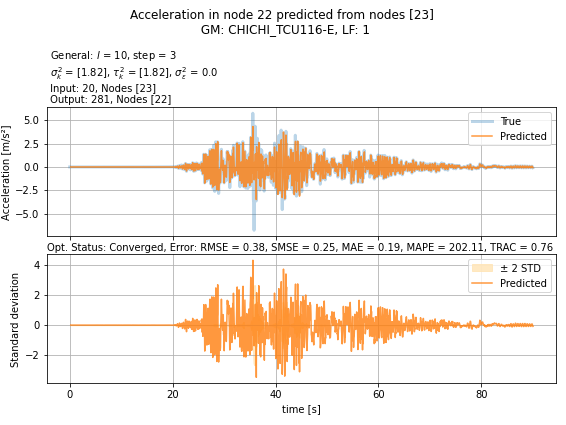 Acceleration in node 22 predicted from nodes [23]
GM: CHICHI_TCU116-E, LF: 1
General: l = 10, step = 3
σ²ₖ = [1.82], τ²ₖ = [1.82], σ²ε = 0.0
Input: 20, Nodes [23]
Output: 281, Nodes [22]
Acceleration [m/s²]
5.0
2.5
0.0
−2.5
−5.0
True
Predicted
Opt. Status: Converged, Error: RMSE = 0.38, SMSE = 0.25, MAE = 0.19, MAPE = 202.11, TRAC = 0.76
Standard deviation
4
2
0
−2
± 2 STD
Predicted
0 20 40 60 80
time [s]